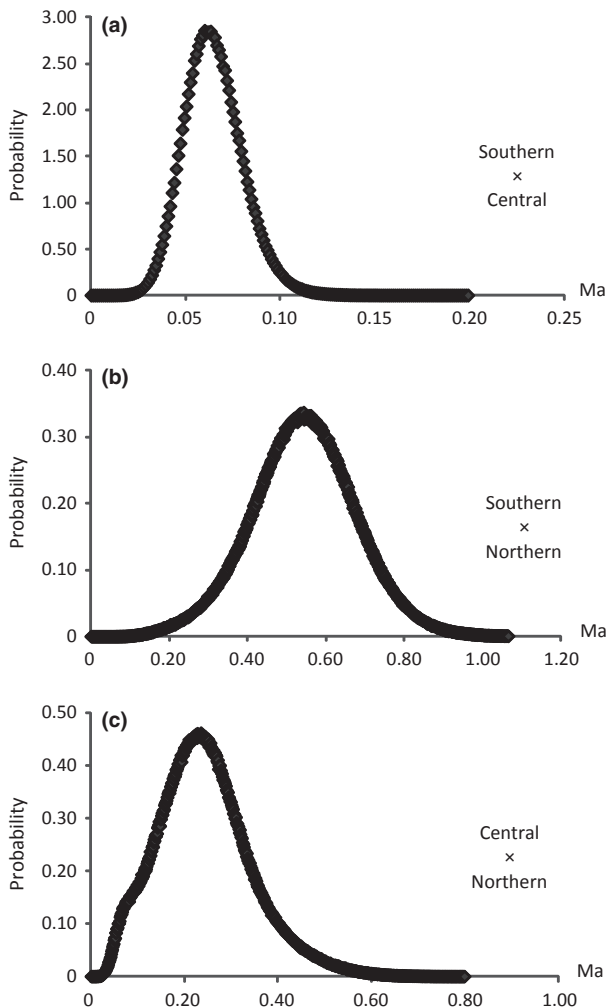 (a)
3.00
2.50
2.00
1.50
1.00
0.50
0
Probability
Southern
×
Central
0 0.05 0.10 0.15 0.20 0.25 Ma
(b)
0.40
0.30
0.20
0.10
0
Probability
Southern
×
Northern
0 0.20 0.40 0.60 0.80 1.00 1.20 Ma
(c)
0.50
0.40
0.30
0.20
0.10
0
Probability
Central
×
Northern
0 0.20 0.40 0.60 0.80 1.00 Ma